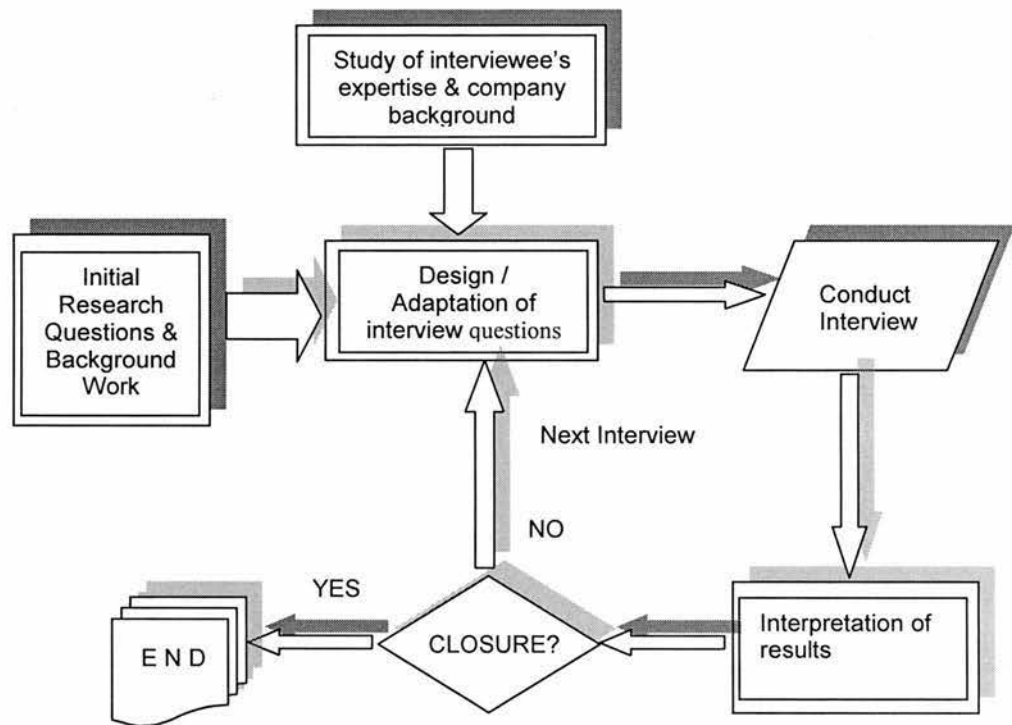 Study of interviewee's
expertise & company
background
Initial
Research
Questions &
Background
Work
Design /
Adaptation of
interview questions
Conduct
Interview
Next Interview
NO
YES
E N D
CLOSURE?
Interpretation of
results